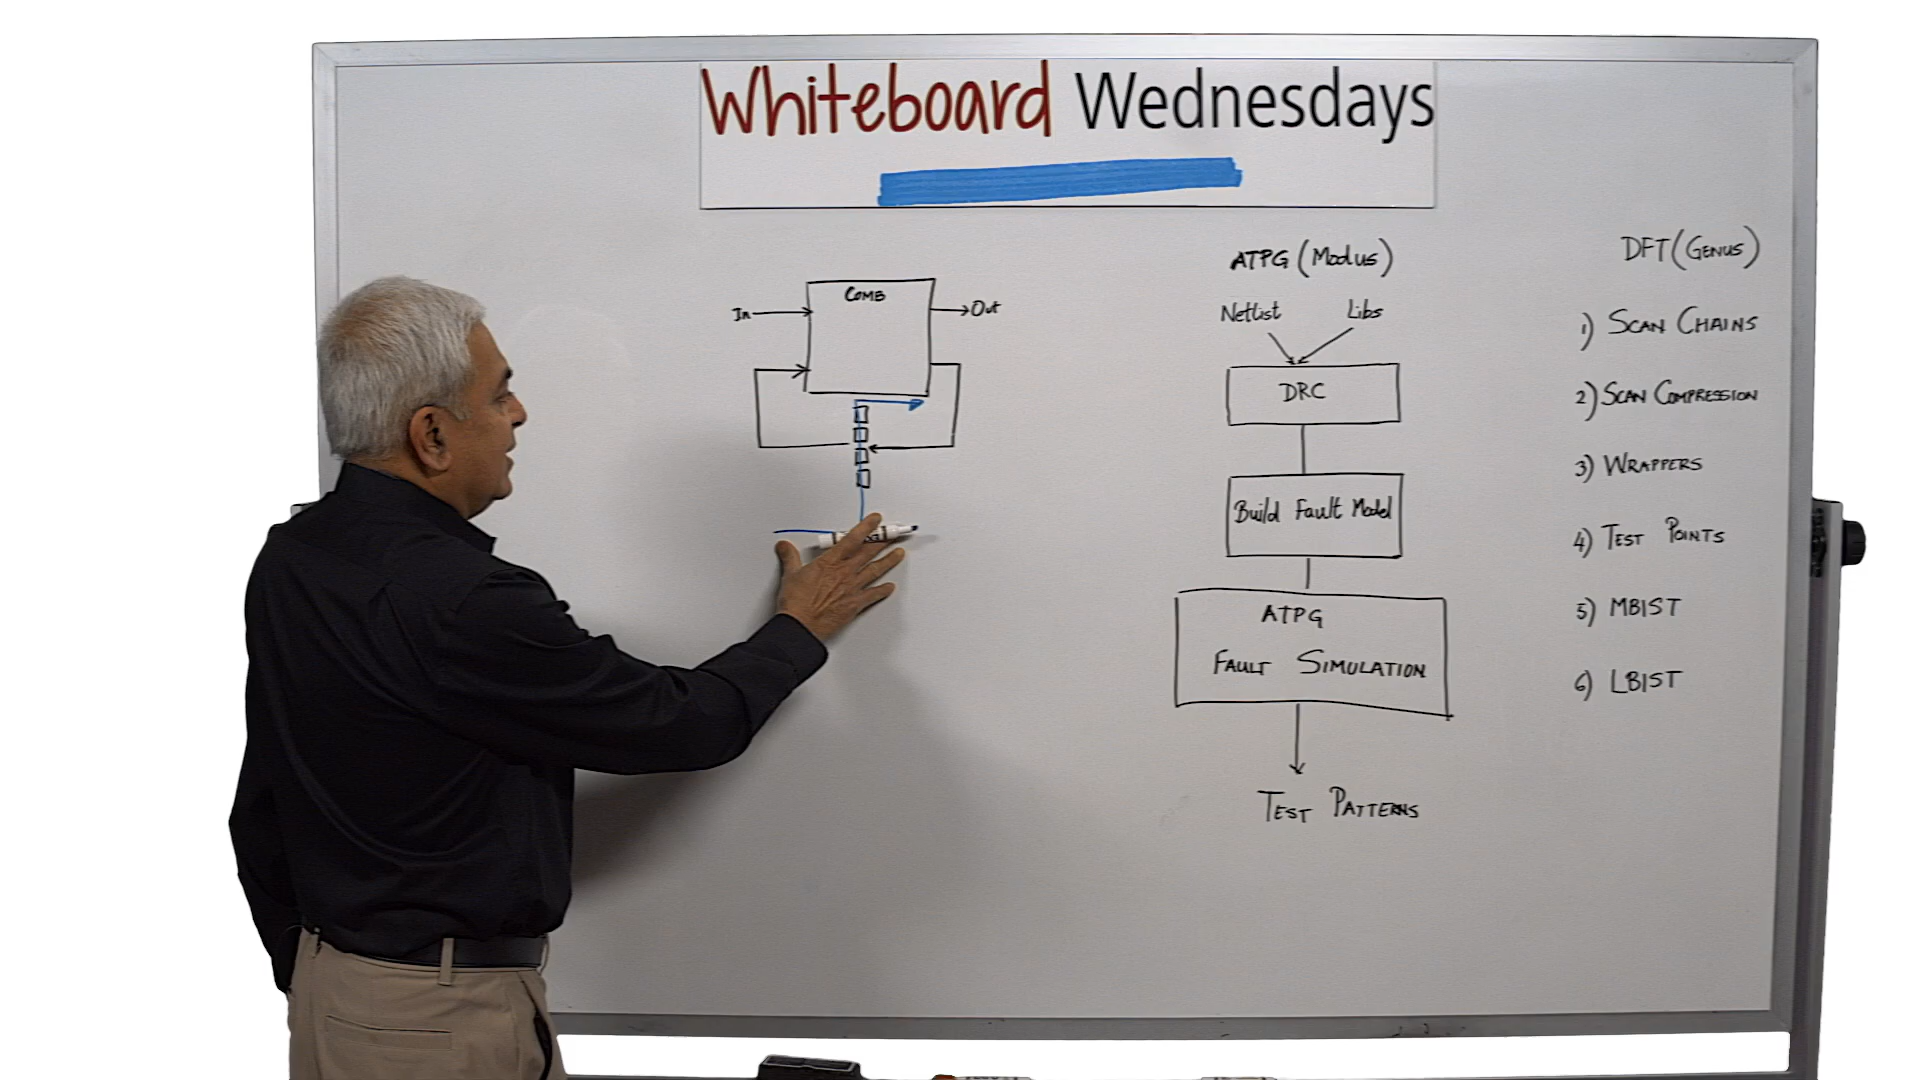 Whiteboard Wednesdays
COMB
In
Out
ATPG (Modus)
Netlist
Libs
DRC
Build Fault Model
ATPG
FAULT SIMULATION
TEST PATTERNS
DFT (GENUS)
1) SCAN CHAINS
2) SCAN COMPRESSION
3) WRAPPERS
4) TEST POINTS
5) MBIST
6) LBIST